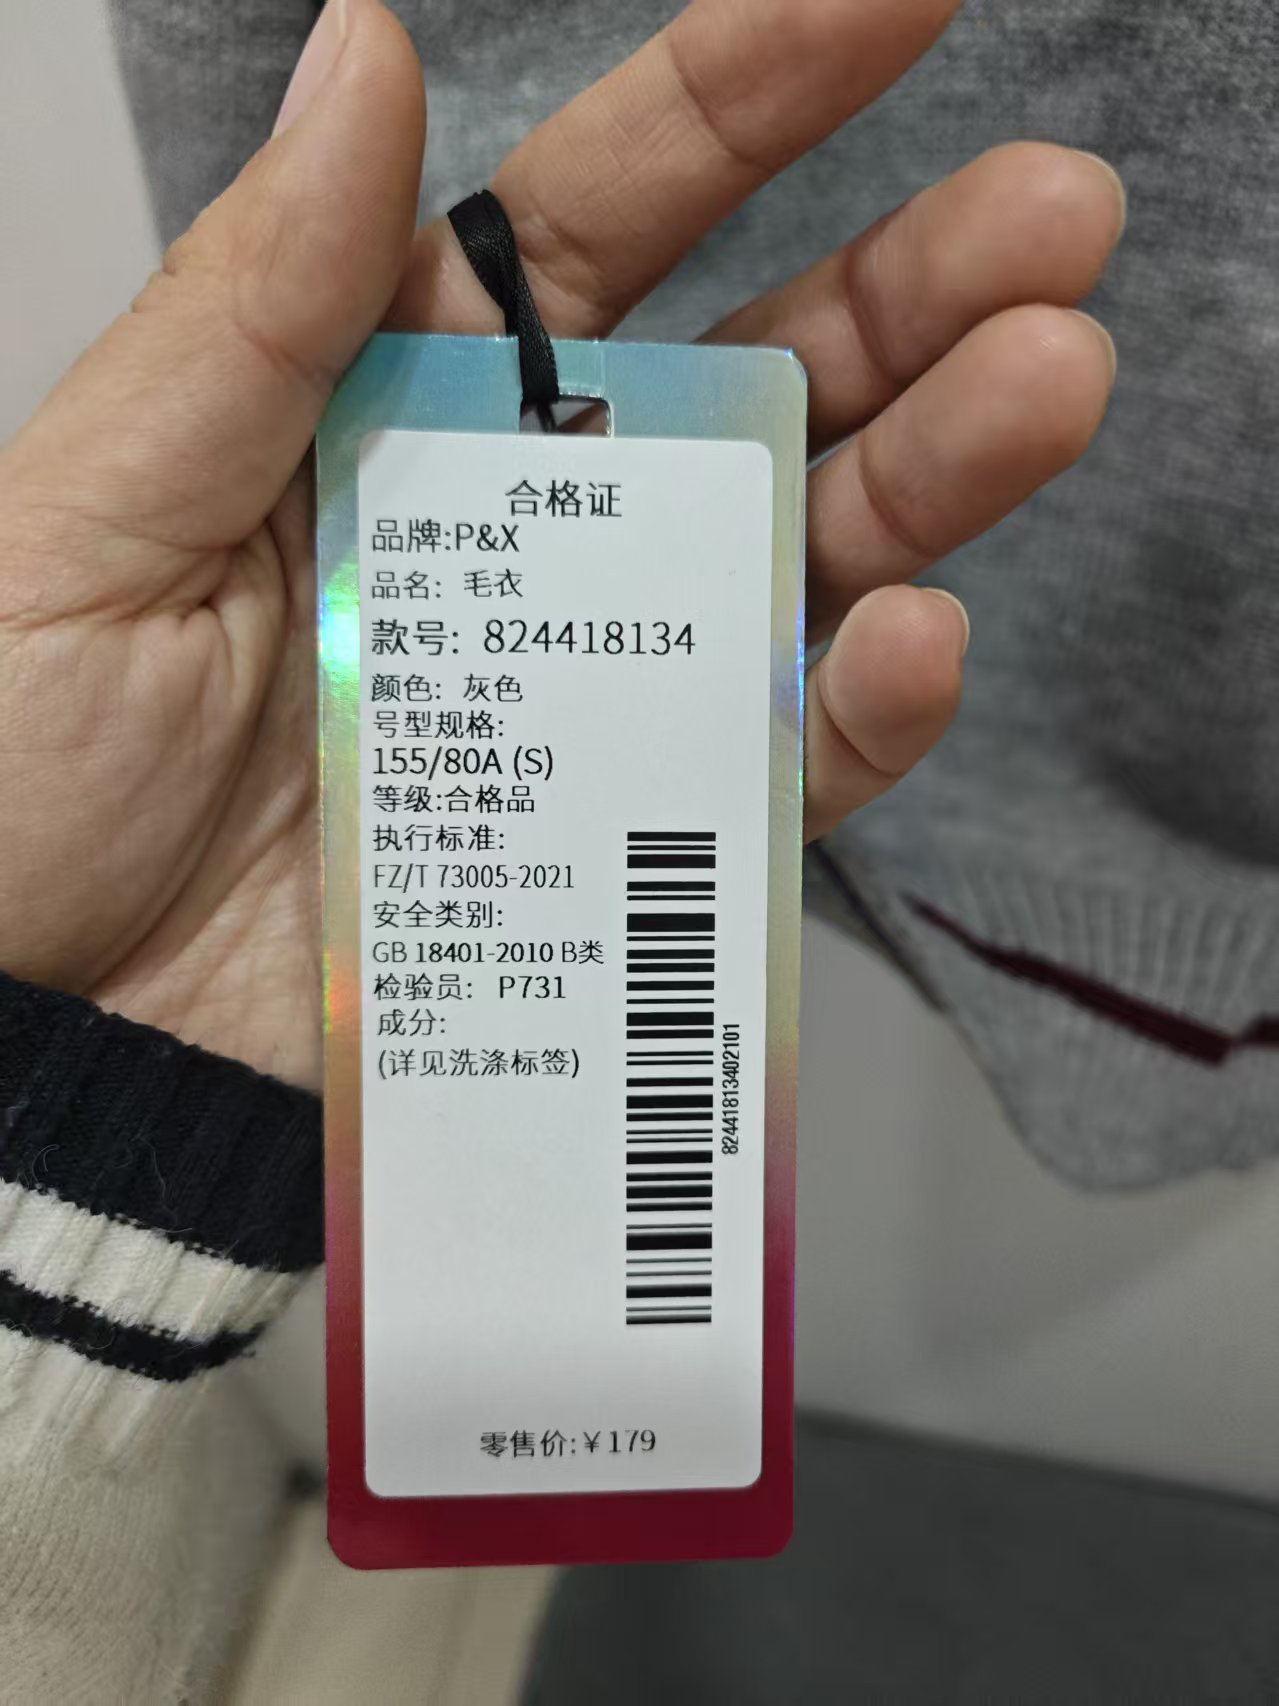 合格证
品牌:P&X
品名: 毛衣
款号: 824418134
颜色: 灰色
号型规格:
155/80A (S)
等级:合格品
执行标准:
FZ/T 73005-2021
安全类别:
GB 18401-2010 B类
检验员: P731
成分:
(详见洗涤标签)
82441813402101
零售价:¥179